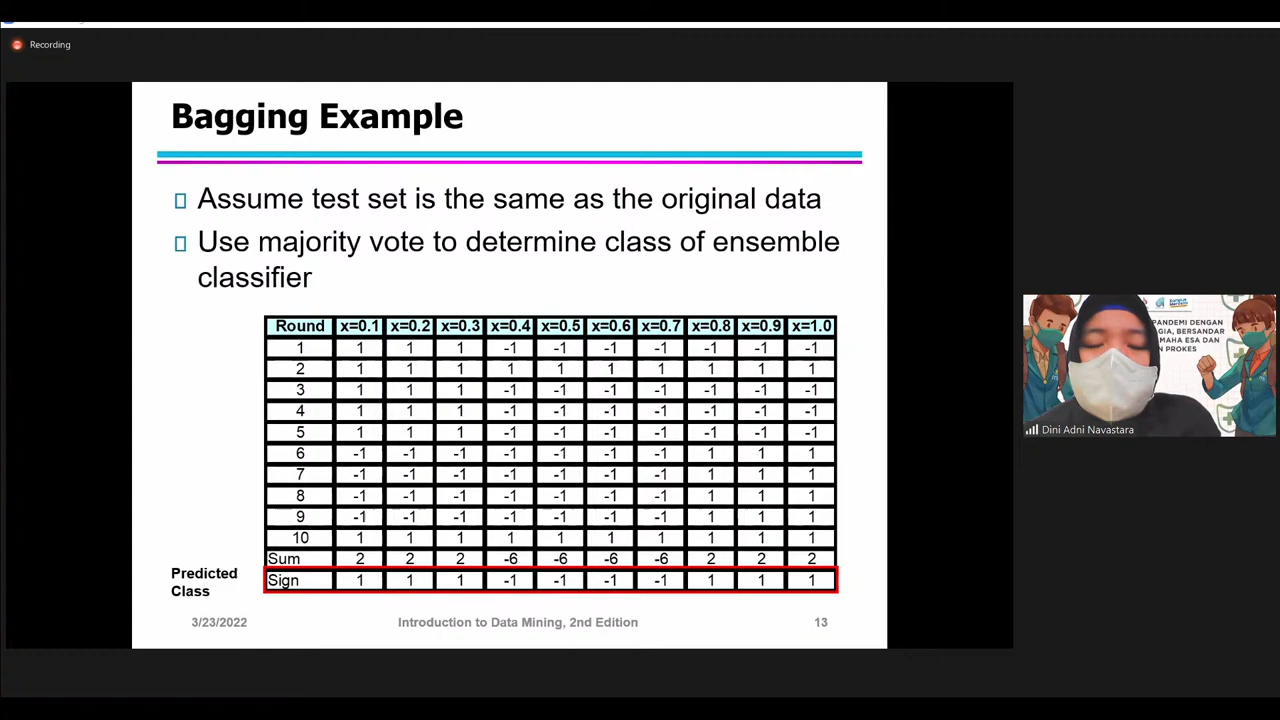 Recording
Bagging Example
Assume test set is the same as the original data
Use majority vote to determine class of ensemble
classifier
Round x=0.1 x=0.2 x=0.3 x=0.4 x=0.5 x=0.6 x=0.7 x=0.8 x=0.9 x=1.0
1 1 1 1 -1 -1 -1 -1 -1 -1 -1
2 1 1 1 1 1 1 1 1 1 1
3 1 1 1 -1 -1 -1 -1 -1 -1 -1
4 1 1 1 -1 -1 -1 -1 -1 -1 -1
5 1 1 1 -1 -1 -1 -1 -1 -1 -1
6 -1 -1 -1 -1 -1 -1 -1 1 1 1
7 -1 -1 -1 -1 -1 -1 -1 1 1 1
8 -1 -1 -1 -1 -1 -1 -1 1 1 1
9 -1 -1 -1 -1 -1 -1 -1 1 1 1
10 1 1 1 1 1 1 1 1 1 1
Sum 2 2 2 -6 -6 -6 -6 2 2 2
Predicted
Class
Sign 1 1 1 -1 -1 -1 -1 1 1 1
3/23/2022 Introduction to Data Mining, 2nd Edition 13
PANDEMI DENGAN
AGIA, BERSANDAR
AMAHA ESA DAN
N PROKES
Dini Adni Navastara